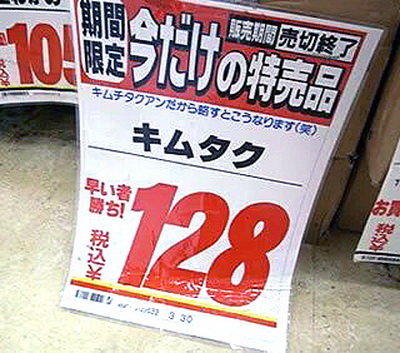 期間限定
今だけの特売品
販売期間 売切終了
キムチタクアンだから略すとこうなります(笑)
キムタク
早い者勝ち!
税込¥
128
3 30
105
税込
お買